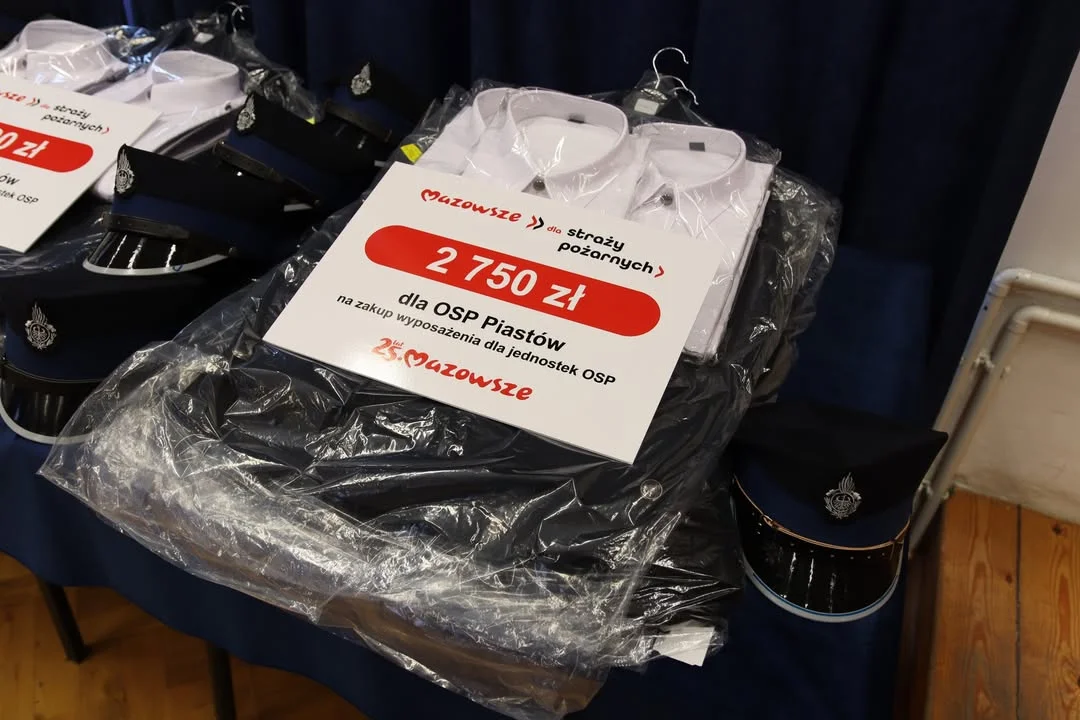 Mazowsze dla straży
pożarnych
2 750 zł
dla OSP Piastów
na zakup wyposażenia dla jednostek OSP
25 lat Mazowsze
dla straży
pożarnych
0 zł
OSP